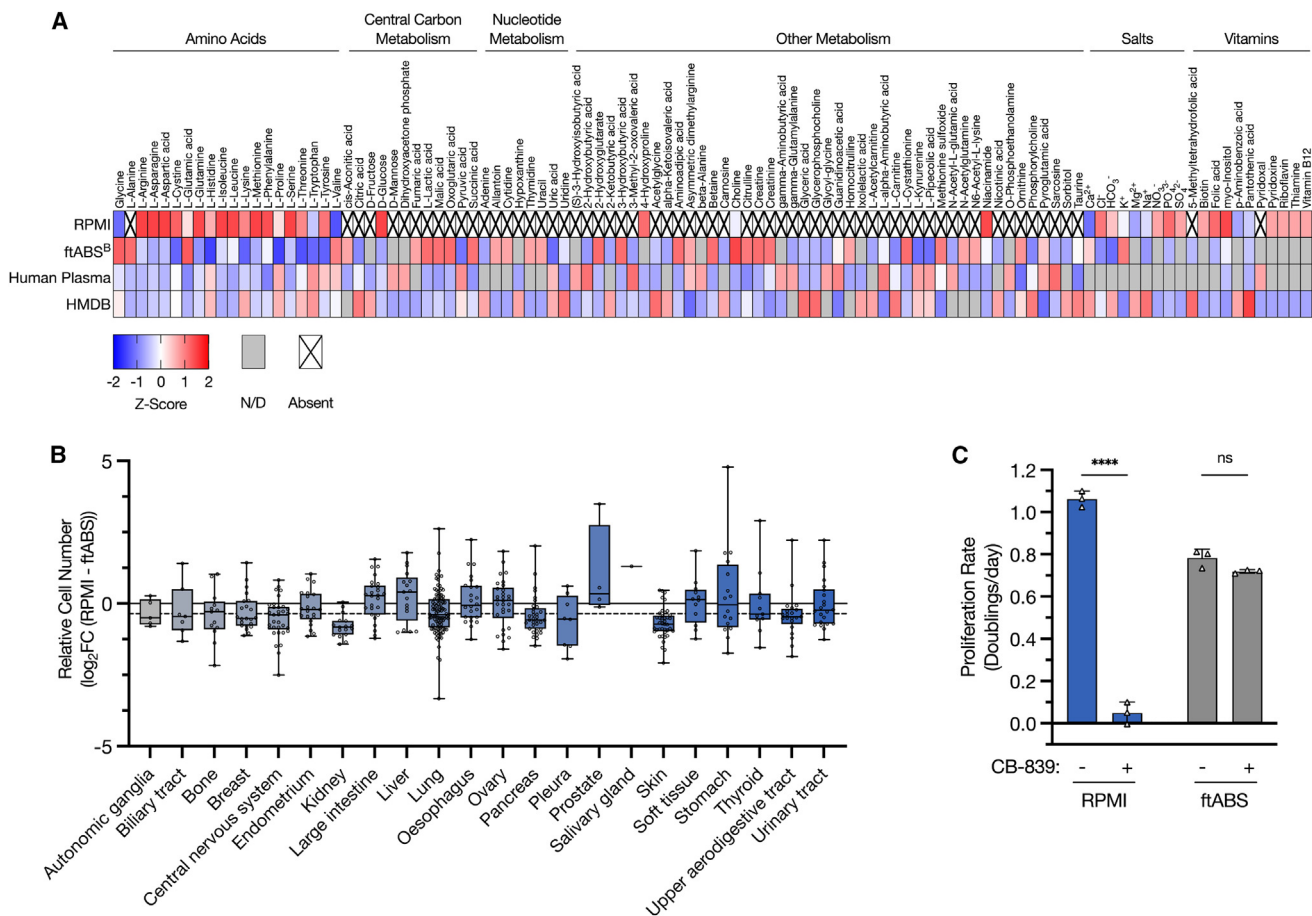 A
Amino Acids
Central Carbon
Metabolism
Nucleotide
Metabolism
Other Metabolism
Salts
Vitamins
Glycine
L-Alanine
L-Arginine
L-Asparagine
L-Aspartic acid
L-Cystine
L-Glutamic acid
L-Glutamine
L-Histidine
L-Isoleucine
L-Leucine
L-Lysine
L-Methionine
L-Phenylalanine
L-Proline
L-Serine
L-Threonine
L-Tryptophan
L-Tyrosine
L-Valine
cis-Aconitic acid
Citric acid
D-Fructose
D-Glucose
D-Mannose
Dihydroxyacetone phosphate
Fumaric acid
L-Lactic acid
Malic acid
Oxoglutaric acid
Pyruvic acid
Succinic acid
Adenine
Allantoin
Cytidine
Hypoxanthine
Thymidine
Uracil
Uric acid
Uridine
(S)-3-Hydroxyisobutyric acid
2-Hydroxybutyric acid
2-Hydroxyglutarate
2-Ketobutyric acid
3-Hydroxybutyric acid
3-Methyl-2-oxovaleric acid
4-Hydroxyproline
Acetylglycine
alpha-Ketoisovaleric acid
Aminoadipic acid
Asymmetric dimethylarginine
beta-Alanine
Betaine
Carnosine
Choline
Citrulline
Creatine
Creatinine
gamma-Aminobutyric acid
gamma-Glutamylalanine
Glyceric acid
Glycerophosphocholine
Glycyl-glycine
Guanidinoacetic acid
Homocitrulline
Ixolelactic acid
L-Acetylcarnitine
L-alpha-Aminobutyric acid
L-Carnitine
L-Cystathionine
L-Kynurenine
L-Pipecolic acid
Methionine sulfoxide
N-Acetyl-L-glutamic acid
N-Acetylglutamine
N6-Acetyl-L-lysine
Niacinamide
Nicotinic acid
O-Phosphoethanolamine
Ornithine
Phosphorylcholine
Pyroglutamic acid
Sarcosine
Sorbitol
Taurine
Ca²⁺
Cl⁻
HCO₃⁻
K⁺
Mg²⁺
Na⁺
NO₃³⁻
PO₄³⁻
SO₄²⁻
5-Methyltetrahydrofolic acid
Biotin
Folic acid
myo-Inositol
p-Aminobenzoic acid
Pantothenic acid
Pyridoxal
Pyridoxine
Riboflavin
Thiamine
Vitamin B12
RPMI
ftABSᴮ
Human Plasma
HMDB
-2 -1 0 1 2
Z-Score
N/D
Absent
B
Relative Cell Number
(log₂FC (RPMI - ftABS)
5
0
-5
Autonomic ganglia
Biliary tract
Bone
Breast
Central nervous system
Endometrium
Kidney
Large intestine
Liver
Lung
Oesophagus
Ovary
Pancreas
Pleura
Prostate
Salivary gland
Skin
Soft tissue
Stomach
Thyroid
Upper aerodigestive tract
Urinary tract
C
Proliferation Rate
(Doublings/day)
1.2
1.0
0.8
0.6
0.4
0.2
0.0
****
ns
CB-839: - + - +
RPMI ftABS